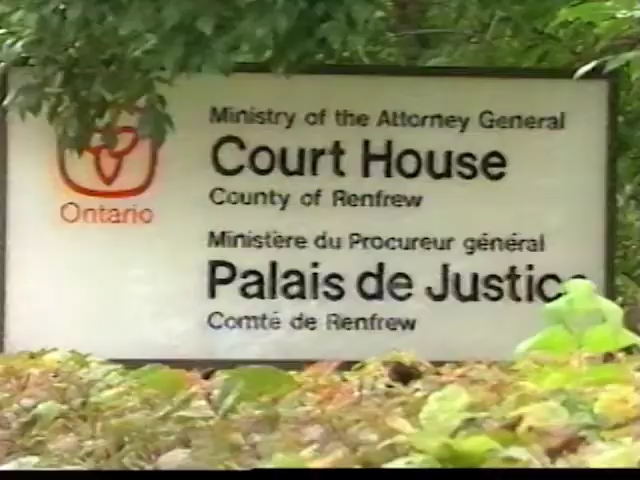 Ministry of the Attorney General
Court House
County of Renfrew
Ontario
Ministère du Procureur général
Palais de Justice
Comté de Renfrew